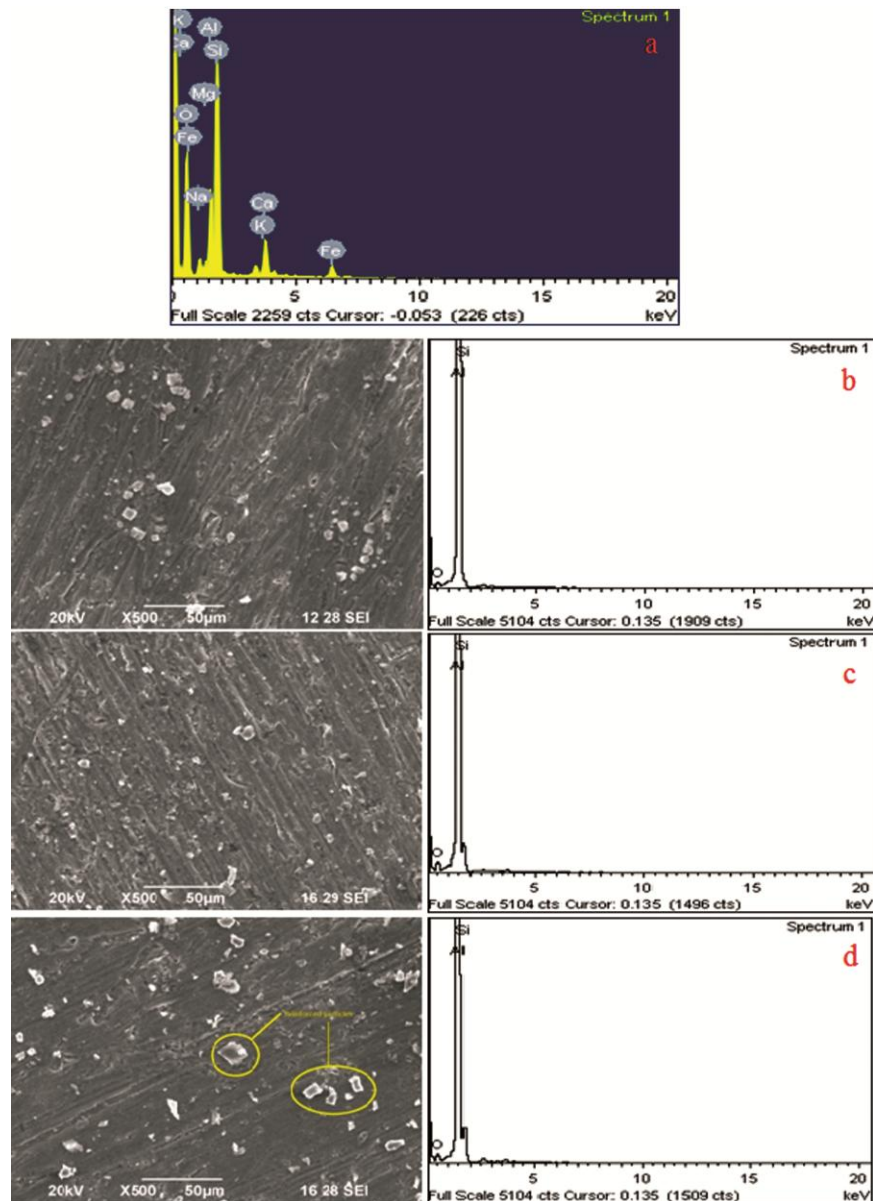 Spectrum 1
a
K
Ca
Al
Si
Mg
O
Fe
Na
Ca
K
Fe
0 5 10 15 20
Full Scale 2259 cts Cursor: -0.053 (226 cts) keV
20kV X500 50µm 12 28 SEI
Si
Al
O
Spectrum 1
b
5 10 15 20
Full Scale 5104 cts Cursor: 0.135 (1909 cts) keV
20kV X500 50µm 16 29 SEI
Si
Al
O
Spectrum 1
c
5 10 15 20
Full Scale 5104 cts Cursor: 0.135 (1496 cts) keV
Reinforced particles
20kV X500 50µm 16 28 SEI
Si
Al
O
Spectrum 1
d
5 10 15 20
Full Scale 5104 cts Cursor: 0.135 (1509 cts) keV